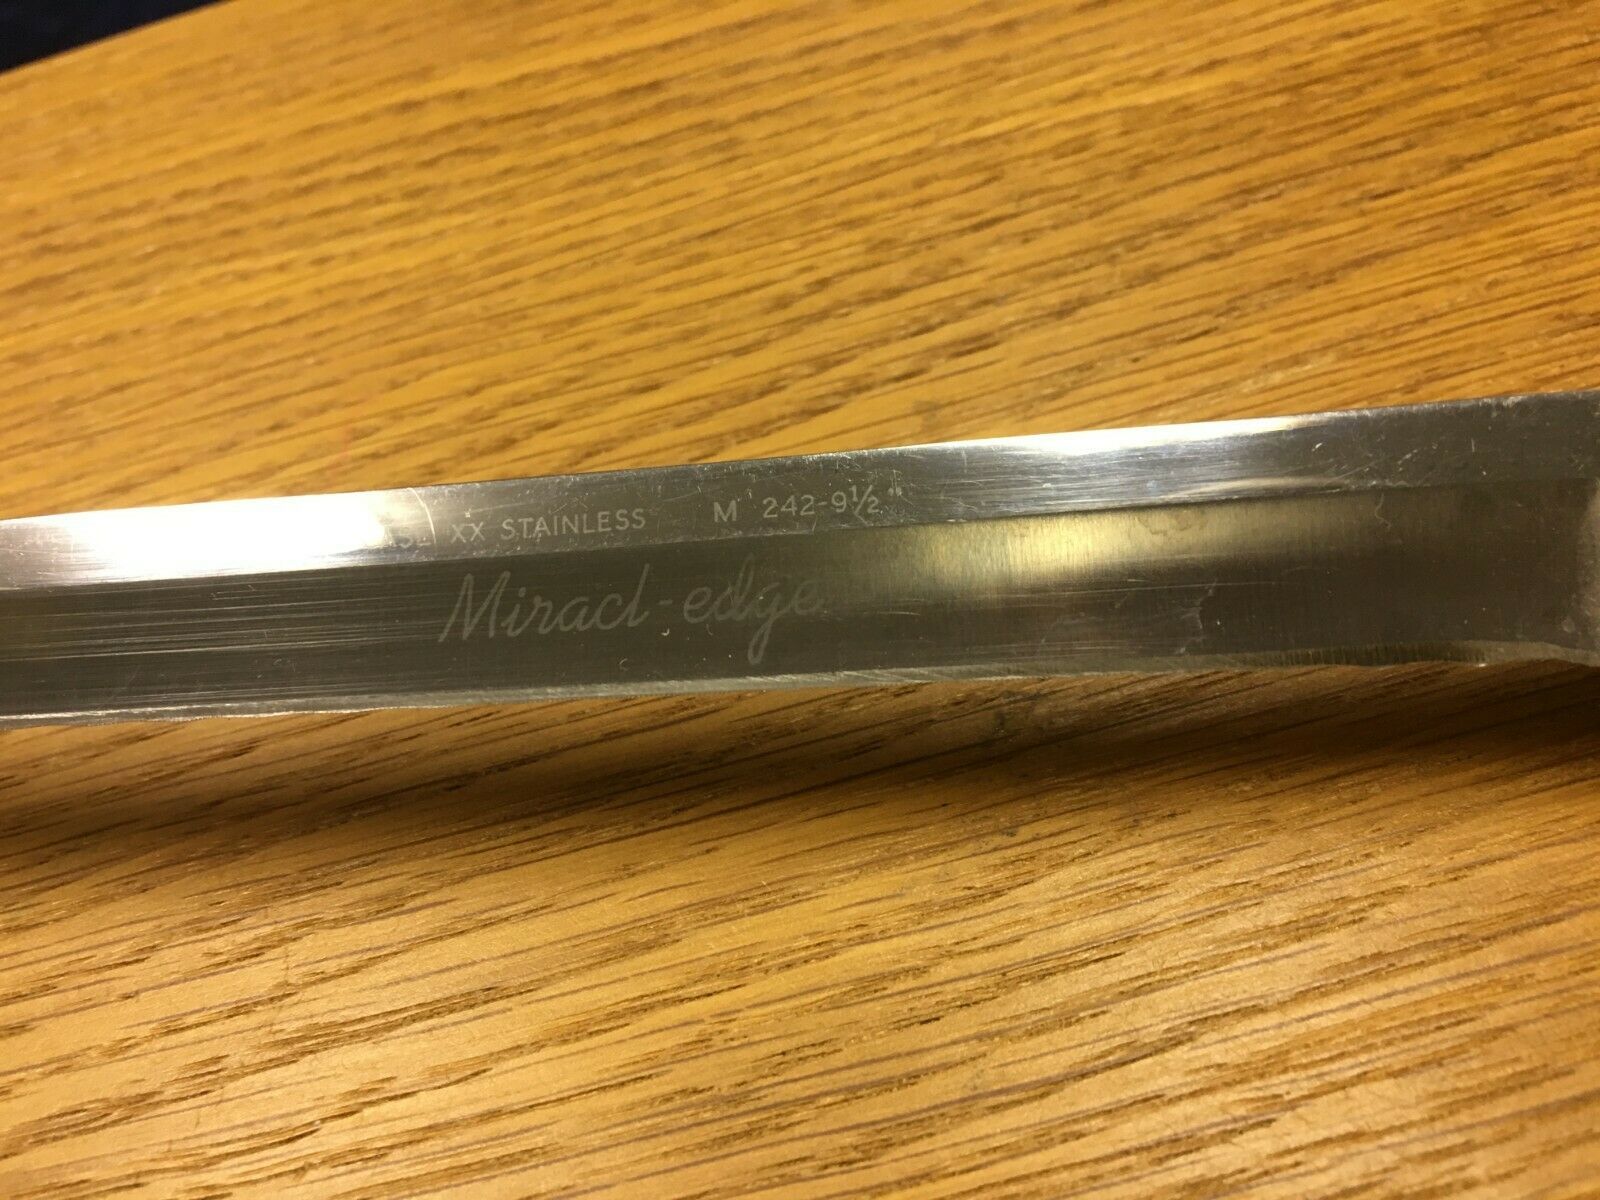 XX STAINLESS M 242-9½"
Miracl-edge